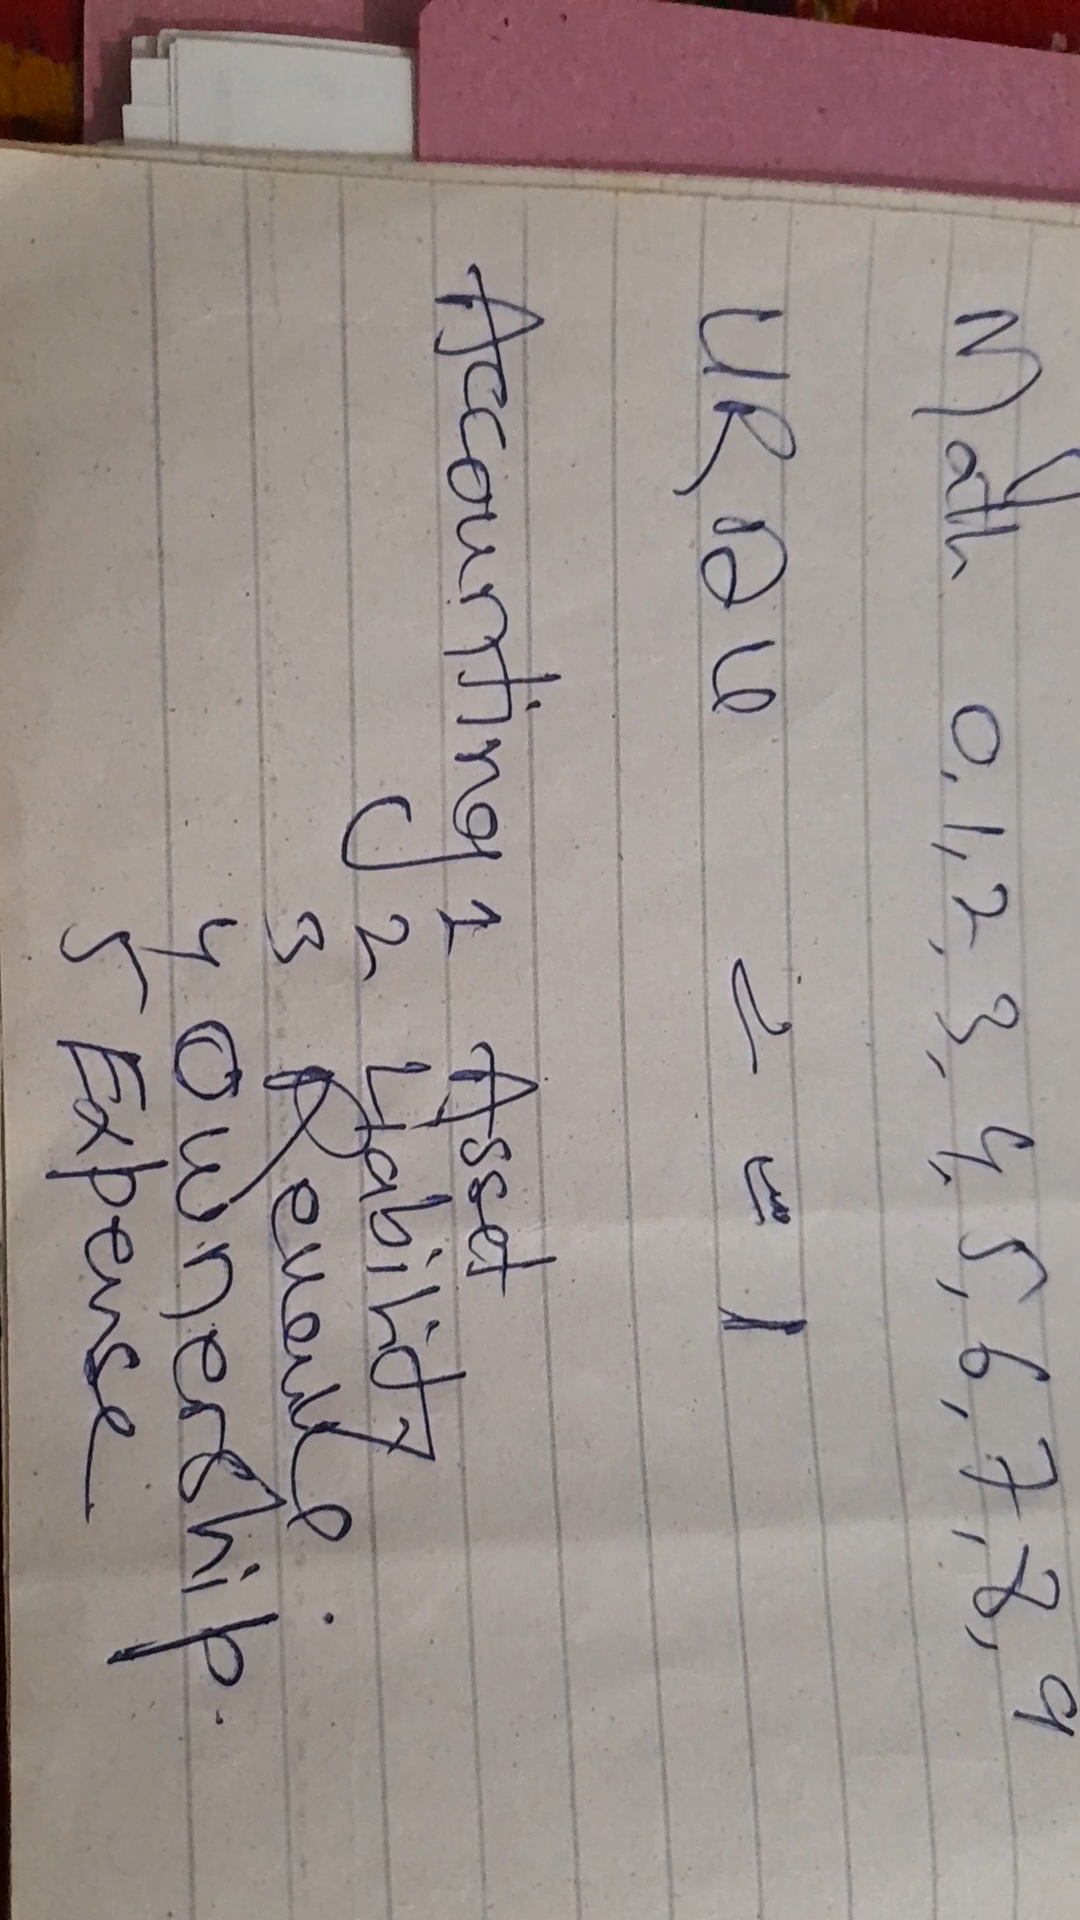 Math 0,1,2,3,4,5,6,7,8,9
URDU ا ب
Accounting 1 Asset
2 Liability
3 Revenue.
4 Ownership.
5 Expense